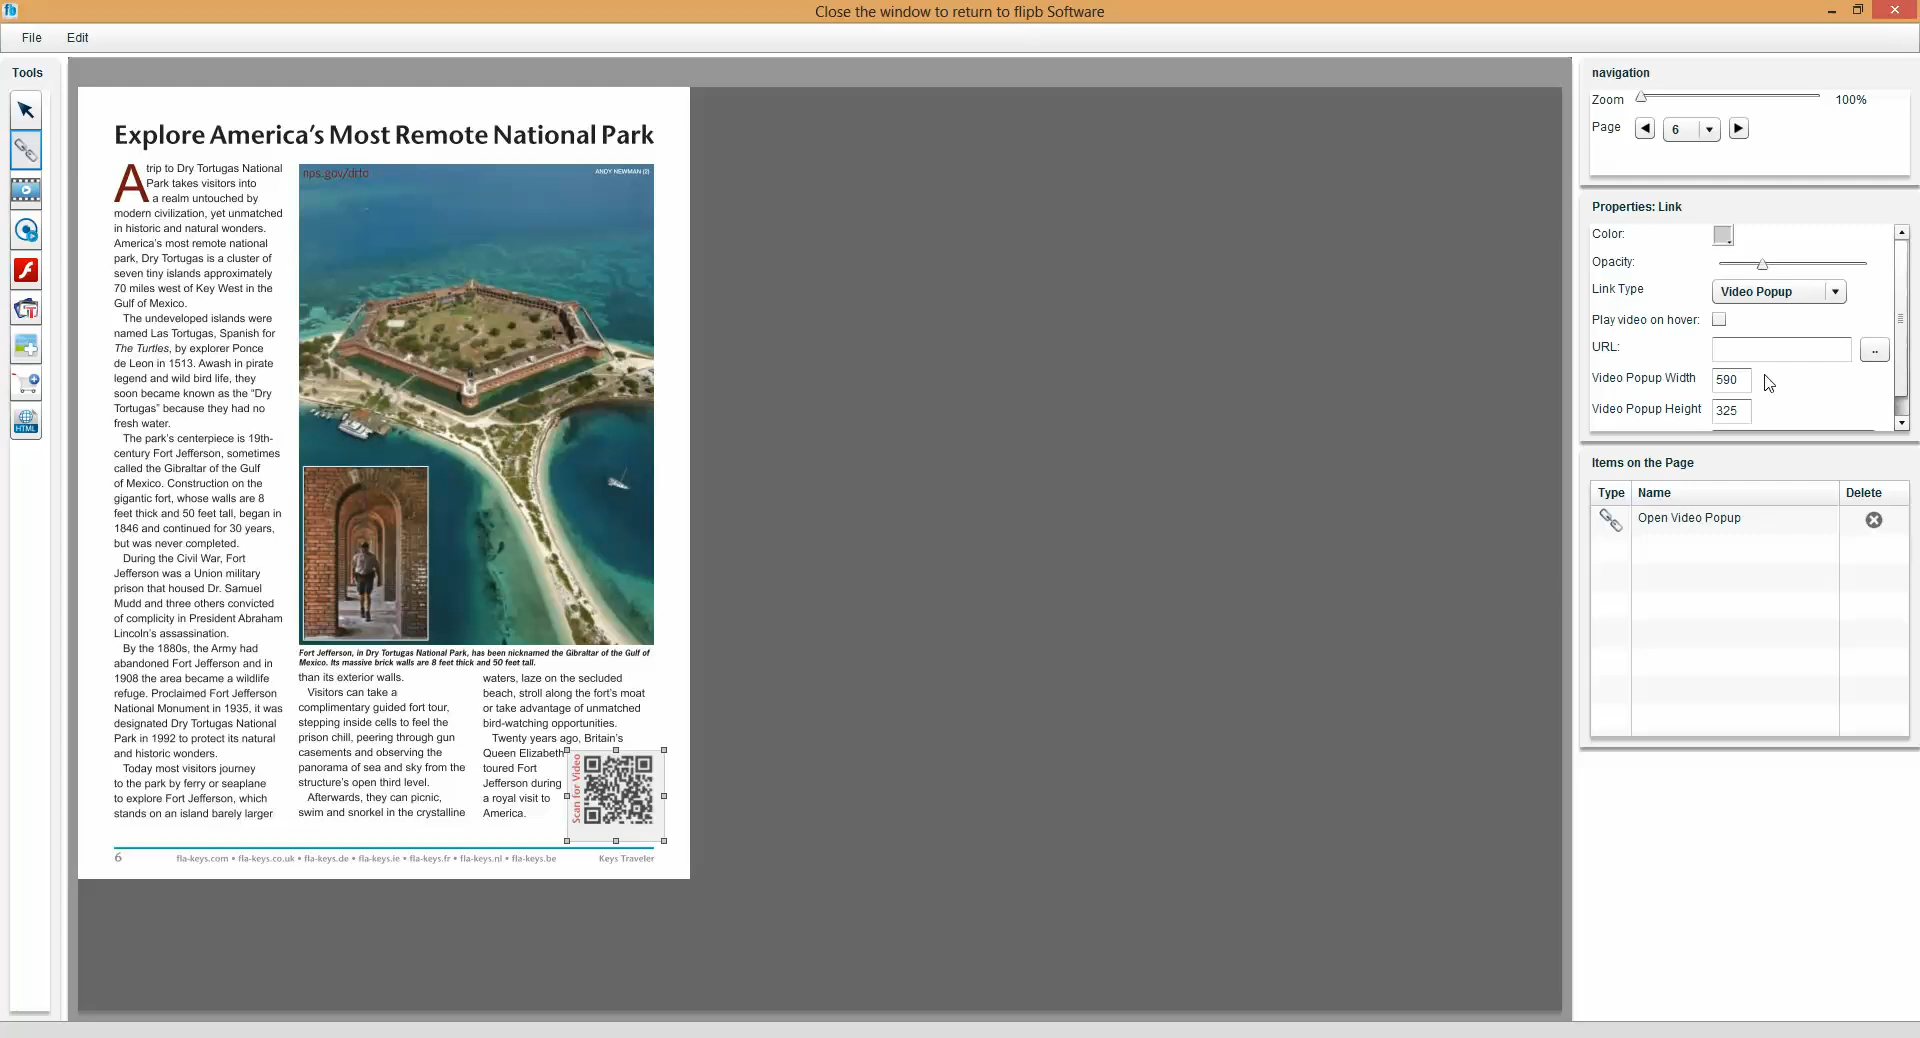 fb
Close the window to return to flipb Software
File
Edit
Tools
HTML
Explore America's Most Remote National Park
A trip to Dry Tortugas National
Park takes visitors into
a realm untouched by
modern civilization, yet unmatched
in historic and natural wonders.
America's most remote national
park, Dry Tortugas is a cluster of
seven tiny islands approximately
70 miles west of Key West in the
Gulf of Mexico.
The undeveloped islands were
named Las Tortugas, Spanish for
The Turtles, by explorer Ponce
de Leon in 1513. Awash in pirate
legend and wild bird life, they
soon became known as the "Dry
Tortugas" because they had no
fresh water.
The park's centerpiece is 19th-
century Fort Jefferson, sometimes
called the Gibraltar of the Gulf
of Mexico. Construction on the
gigantic fort, whose walls are 8
feet thick and 50 feet tall, began in
1846 and continued for 30 years,
but was never completed.
During the Civil War, Fort
Jefferson was a Union military
prison that housed Dr. Samuel
Mudd and three others convicted
of complicity in President Abraham
Lincoln's assassination.
By the 1880s, the Army had
abandoned Fort Jefferson and in
1908 the area became a wildlife
refuge. Proclaimed Fort Jefferson
National Monument in 1935, it was
designated Dry Tortugas National
Park in 1992 to protect its natural
and historic wonders.
Today most visitors journey
to the park by ferry or seaplane
to explore Fort Jefferson, which
stands on an island barely larger
nps.gov/drto
ANDY NEWMAN (2)
Fort Jefferson, in Dry Tortugas National Park, has been nicknamed the Gibraltar of the Gulf of
Mexico. Its massive brick walls are 8 feet thick and 50 feet tall.
than its exterior walls.
Visitors can take a
complimentary guided fort tour,
stepping inside cells to feel the
prison chill, peering through gun
casements and observing the
panorama of sea and sky from the
structure's open third level.
Afterwards, they can picnic,
swim and snorkel in the crystalline
waters, laze on the secluded
beach, stroll along the fort's moat
or take advantage of unmatched
bird-watching opportunities.
Twenty years ago, Britain's
Queen Elizabeth
toured Fort
Jefferson during
a royal visit to
America.
Scan for Video
6
fla-keys.com • fla-keys.co.uk • fla-keys.de • fla-keys.ie • fla-keys.fr • fla-keys.nl • fla-keys.be
Keys Traveler
navigation
Zoom
100%
Page
6
Properties: Link
Color:
Opacity:
Link Type
Video Popup
Play video on hover:
URL:
..
Video Popup Width
590
Video Popup Height
325
Items on the Page
Type
Name
Delete
Open Video Popup